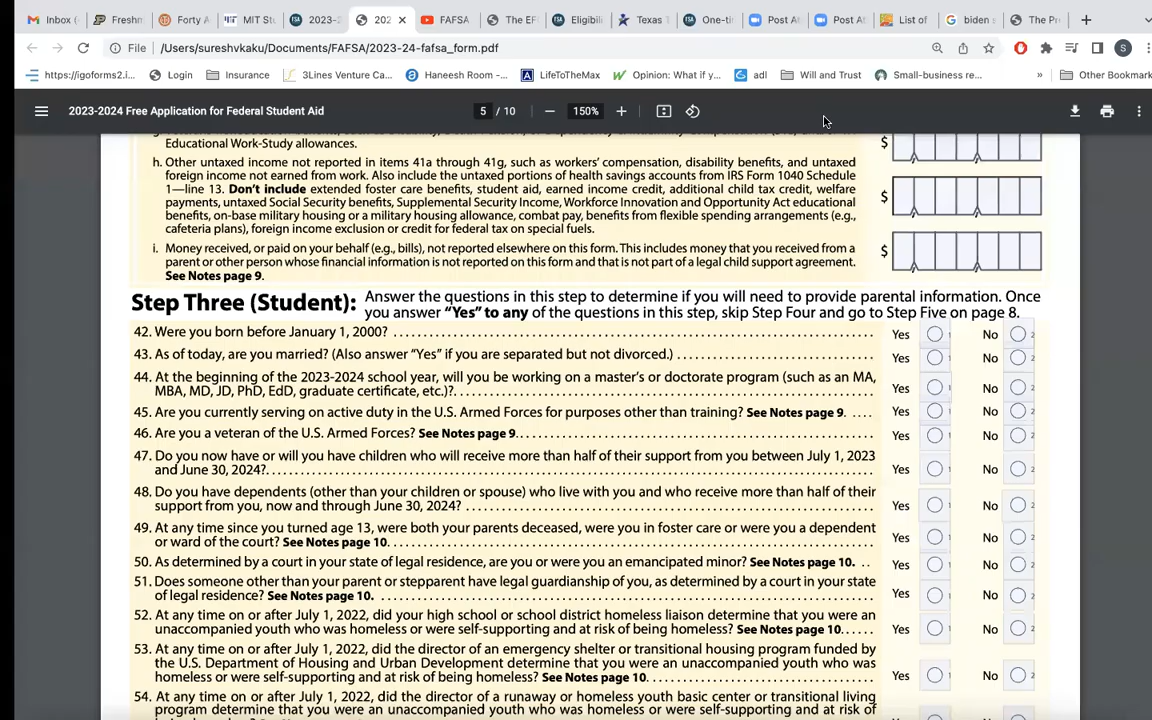 Inbox (
Freshm
Forty A
MIT St
2023-2
202
FAFSA
The EF
Eligibili
Texas T
One-tir
Post At
Post At
List of
biden s
The Pr
File
/Users/sureshvkaku/Documents/FAFSA/2023-24-fafsa_form.pdf
S
https://igoforms2.i...
Login
Insurance
3Lines Venture Ca...
Haneesh Room -...
LifeToTheMax
Opinion: What if y...
adl
Will and Trust
Small-business re...
»
Other Bookmark
2023-2024 Free Application for Federal Student Aid
5 / 10
150%
Educational Work-Study allowances.
$
h. Other untaxed income not reported in items 41a through 41g, such as workers' compensation, disability benefits, and untaxed
foreign income not earned from work. Also include the untaxed portions of health savings accounts from IRS Form 1040 Schedule
1—line 13. Don't include extended foster care benefits, student aid, earned income credit, additional child tax credit, welfare
payments, untaxed Social Security benefits, Supplemental Security Income, Workforce Innovation and Opportunity Act educational
benefits, on-base military housing or a military housing allowance, combat pay, benefits from flexible spending arrangements (e.g.,
cafeteria plans), foreign income exclusion or credit for federal tax on special fuels.
$
i. Money received, or paid on your behalf (e.g., bills), not reported elsewhere on this form. This includes money that you received from a
parent or other person whose financial information is not reported on this form and that is not part of a legal child support agreement.
See Notes page 9.
$
Step Three (Student): Answer the questions in this step to determine if you will need to provide parental information. Once
you answer "Yes" to any of the questions in this step, skip Step Four and go to Step Five on page 8.
42. Were you born before January 1, 2000? Yes 1 No 2
43. As of today, are you married? (Also answer "Yes" if you are separated but not divorced.) Yes 1 No 2
44. At the beginning of the 2023-2024 school year, will you be working on a master's or doctorate program (such as an MA,
MBA, MD, JD, PhD, EdD, graduate certificate, etc.)? Yes 1 No 2
45. Are you currently serving on active duty in the U.S. Armed Forces for purposes other than training? See Notes page 9. Yes 1 No 2
46. Are you a veteran of the U.S. Armed Forces? See Notes page 9. Yes 1 No 2
47. Do you now have or will you have children who will receive more than half of their support from you between July 1, 2023
and June 30, 2024? Yes 1 No 2
48. Do you have dependents (other than your children or spouse) who live with you and who receive more than half of their
support from you, now and through June 30, 2024? Yes 1 No 2
49. At any time since you turned age 13, were both your parents deceased, were you in foster care or were you a dependent
or ward of the court? See Notes page 10. Yes 1 No 2
50. As determined by a court in your state of legal residence, are you or were you an emancipated minor? See Notes page 10. Yes 1 No 2
51. Does someone other than your parent or stepparent have legal guardianship of you, as determined by a court in your state
of legal residence? See Notes page 10. Yes 1 No 2
52. At any time on or after July 1, 2022, did your high school or school district homeless liaison determine that you were an
unaccompanied youth who was homeless or were self-supporting and at risk of being homeless? See Notes page 10. Yes 1 No 2
53. At any time on or after July 1, 2022, did the director of an emergency shelter or transitional housing program funded by
the U.S. Department of Housing and Urban Development determine that you were an unaccompanied youth who was
homeless or were self-supporting and at risk of being homeless? See Notes page 10. Yes 1 No 2
54. At any time on or after July 1, 2022, did the director of a runaway or homeless youth basic center or transitional living
program determine that you were an unaccompanied youth who was homeless or were self-supporting and at risk of